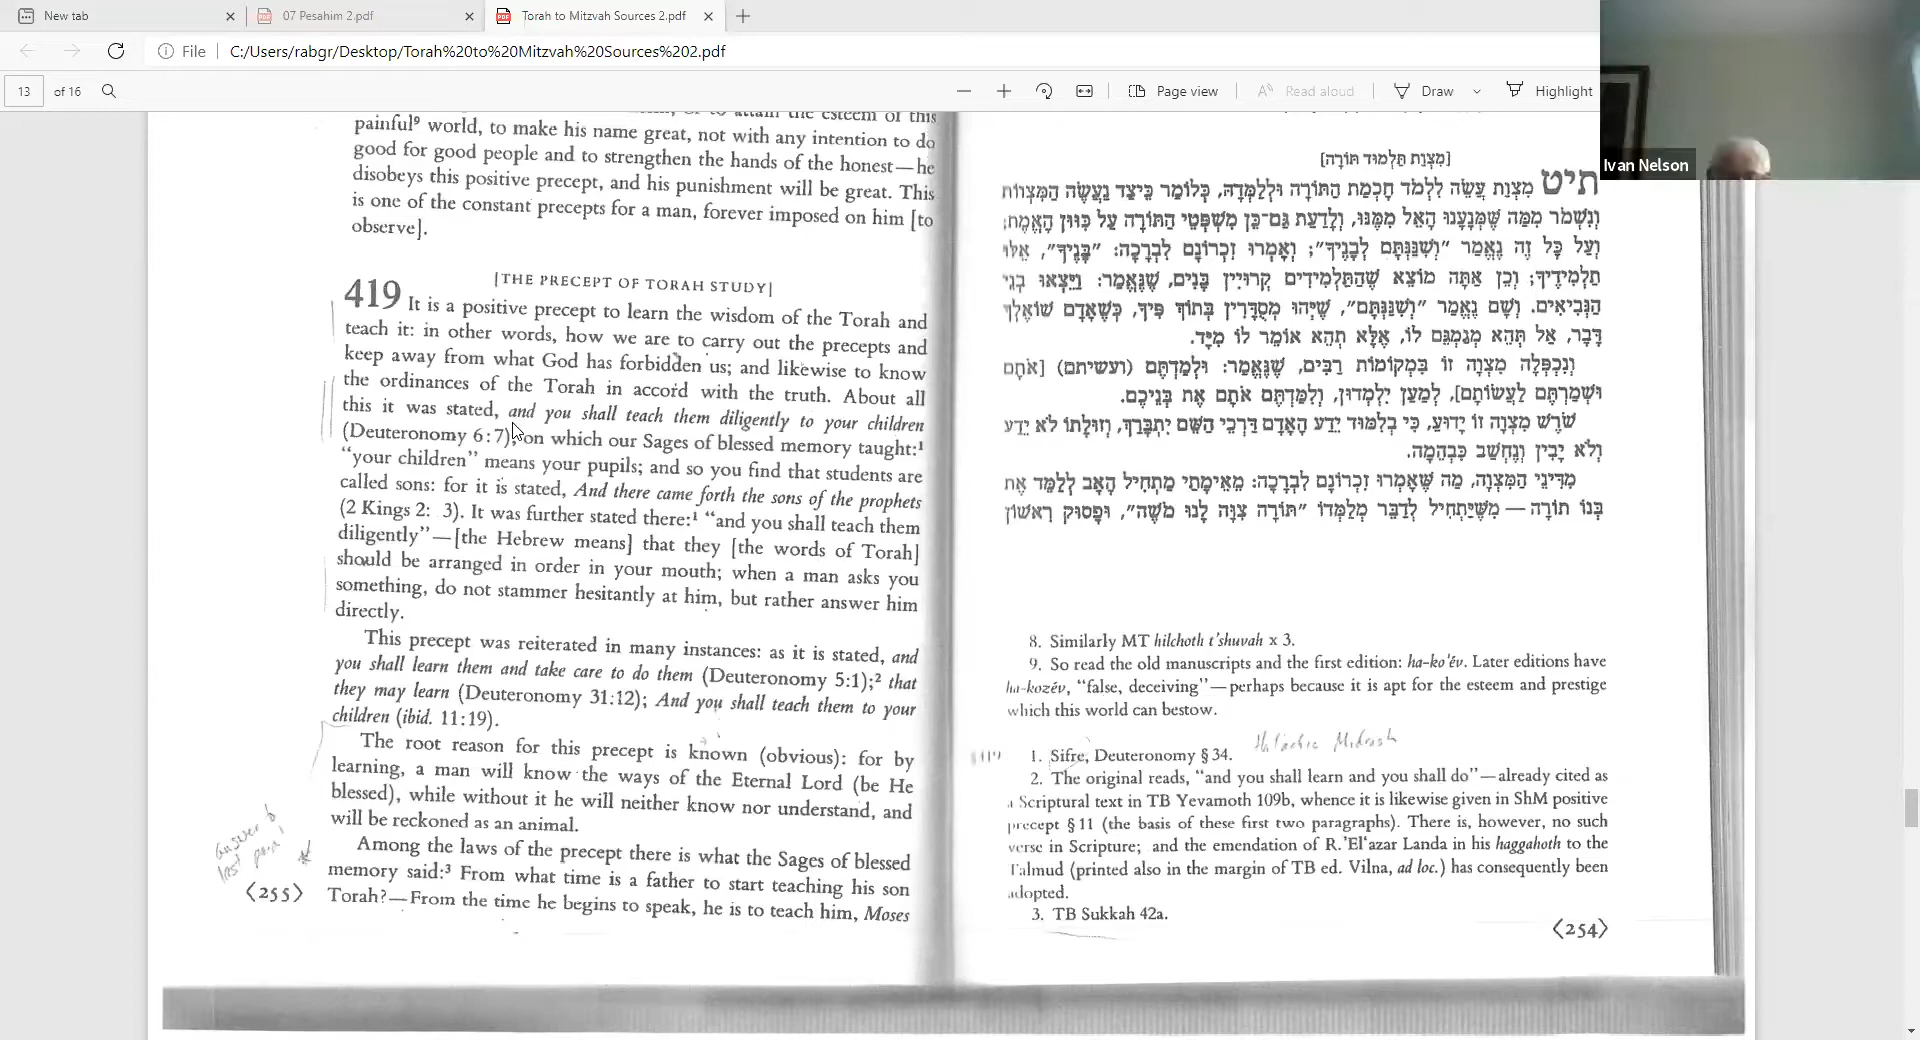 New tab
07 Pesahim 2.pdf
Torah to Mitzvah Sources 2.pdf
File
C:/Users/rabgr/Desktop/Torah%20to%20Mitzvah%20Sources%202.pdf
13 of 16
Page view
Read aloud
Draw
Highlight
Ivan Nelson
the esteem of this
painful⁹ world, to make his name great, not with any intention to do
good for good people and to strengthen the hands of the honest—he
disobeys this positive precept, and his punishment will be great. This
is one of the constant precepts for a man, forever imposed on him [to
observe].
[THE PRECEPT OF TORAH STUDY]
419 It is a positive precept to learn the wisdom of the Torah and
teach it: in other words, how we are to carry out the precepts and
keep away from what God has forbidden us; and likewise to know
the ordinances of the Torah in accord with the truth. About all
this it was stated, and you shall teach them diligently to your children
(Deuteronomy 6:7), on which our Sages of blessed memory taught:¹
“your children” means your pupils; and so you find that students are
called sons: for it is stated, And there came forth the sons of the prophets
(2 Kings 2: 3). It was further stated there:¹ “and you shall teach them
diligently”—[the Hebrew means] that they [the words of Torah]
should be arranged in order in your mouth; when a man asks you
something, do not stammer hesitantly at him, but rather answer him
directly.
This precept was reiterated in many instances: as it is stated, and
you shall learn them and take care to do them (Deuteronomy 5:1);² that
they may learn (Deuteronomy 31:12); And you shall teach them to your
children (ibid. 11:19).
The root reason for this precept is known (obvious): for by
learning, a man will know the ways of the Eternal Lord (be He
blessed), while without it he will neither know nor understand, and
will be reckoned as an animal.
Among the laws of the precept there is what the Sages of blessed
memory said:³ From what time is a father to start teaching his son
Torah?—From the time he begins to speak, he is to teach him, Moses
answer to
last
⟨255⟩
[מִצְוַת תַּלְמוּד תּוֹרָה]
תיט מִצְוַת עֲשֵׂה לִלְמֹד חָכְמַת הַתּוֹרָה וּלְלַמְּדָהּ, כְּלוֹמַר כֵּיצַד נַעֲשֶׂה הַמִּצְווֹת
וְנִשְׁמֹר מִמַּה שֶּׁמְּנָעָנוּ הָאֵל מִמֶּנּוּ, וְלָדַעַת גַּם־כֵּן מִשְׁפְּטֵי הַתּוֹרָה עַל כִּוּוּן הָאֱמֶת;
וְעַל כָּל זֶה נֶאֱמַר "וְשִׁנַּנְתָּם לְבָנֶיךָ"; וְאָמְרוּ זִכְרוֹנָם לִבְרָכָה: "בָּנֶיךָ", אֵלּוּ
תַלְמִידֶיךָ; וְכֵן אַתָּה מוֹצֵא שֶׁהַתַּלְמִידִים קְרוּיִין בָּנִים, שֶׁנֶּאֱמַר: וַיֵּצְאוּ בְנֵי
הַנְּבִיאִים. וְשָׁם נֶאֱמַר "וְשִׁנַּנְתָּם", שֶׁיִּהְיוּ מְסֻדָּרִין בְּתוֹךְ פִּיךָ, כְּשֶׁאָדָם שׁוֹאֶלְךָ
דָּבָר, אַל תְּהֵא מְגַמְגֵּם לוֹ, אֶלָּא תְּהֵא אוֹמֵר לוֹ מִיָּד.
וְנִכְפְּלָה מִצְוָה זוֹ בִּמְקוֹמוֹת רַבִּים, שֶׁנֶּאֱמַר: וּלְמַדְתֶּם (ועשיתם) [אֹתָם
וּשְׁמַרְתֶּם לַעֲשׂוֹתָם], לְמַעַן יִלְמְדוּן, וְלִמַּדְתֶּם אֹתָם אֶת בְּנֵיכֶם.
שֹׁרֶשׁ מִצְוָה זוֹ יָדוּעַ, כִּי בְלִמּוּד יֵדַע הָאָדָם דַּרְכֵי הַשֵּׁם יִתְבָּרַךְ, וְזוּלָתוֹ לֹא יֵדַע
וְלֹא יָבִין וְנֶחְשַׁב כִּבְהֵמָה.
מִדִּינֵי הַמִּצְוָה, מַה שֶּׁאָמְרוּ זִכְרוֹנָם לִבְרָכָה: מֵאֵימָתַי מַתְחִיל הָאָב לְלַמֵּד אֶת
בְּנוֹ תּוֹרָה — מִשֶּׁיַּתְחִיל לְדַבֵּר מְלַמְּדוֹ "תּוֹרָה צִוָּה לָנוּ מֹשֶׁה", וּפָסוּק רִאשׁוֹן
8. Similarly MT hilchoth t’shuvah x 3.
9. So read the old manuscripts and the first edition: ha-ko’év. Later editions have
ha-kozév, “false, deceiving”—perhaps because it is apt for the esteem and prestige
which this world can bestow.
1. Sifre, Deuteronomy § 34. Halachic Midrash
2. The original reads, “and you shall learn and you shall do”—already cited as
a Scriptural text in TB Yevamoth 109b, whence it is likewise given in ShM positive
precept § 11 (the basis of these first two paragraphs). There is, however, no such
verse in Scripture; and the emendation of R.’El‘azar Landa in his haggahoth to the
Talmud (printed also in the margin of TB ed. Vilna, ad loc.) has consequently been
adopted.
3. TB Sukkah 42a.
⟨254⟩